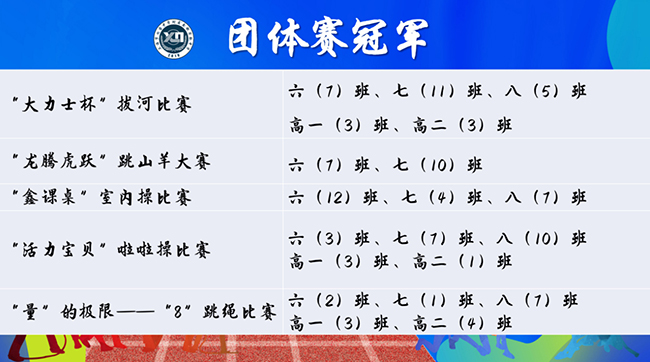 团体赛冠军
"大力士杯"拔河比赛
六（7）班、七（11）班、八（5）班
高一（3）班、高二（3）班
"龙腾虎跃"跳山羊大赛
六（7）班、七（10）班
"鑫课桌"室内操比赛
六（12）班、七（4）班、八（7）班
"活力宝贝"啦啦操比赛
六（3）班、七（7）班、八（10）班
高一（3）班、高二（1）班
"量"的极限——"8"跳绳比赛
六（2）班、七（1）班、八（7）班
高一（3）班、高二（4）班